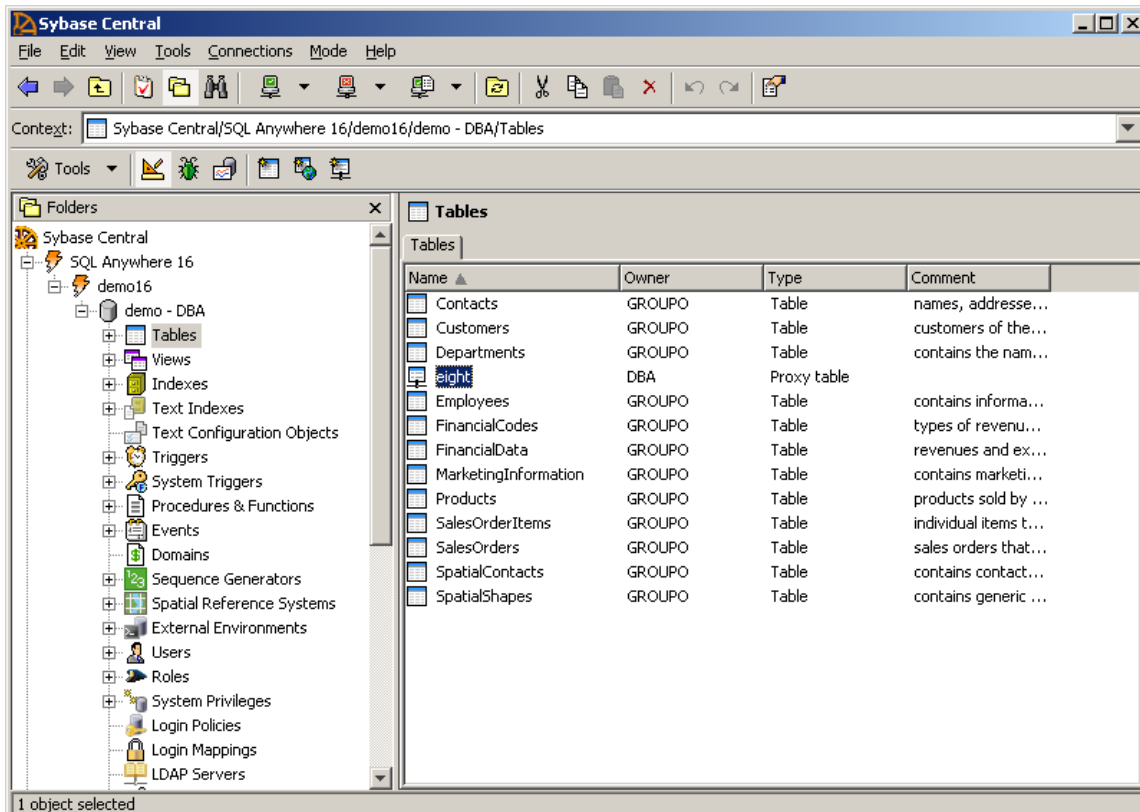 Sybase Central
File Edit View Tools Connections Mode Help
Context: Sybase Central/SQL Anywhere 16/demo16/demo - DBA/Tables
Tools
Folders
Sybase Central
SQL Anywhere 16
demo16
demo - DBA
Tables
Views
Indexes
Text Indexes
Text Configuration Objects
Triggers
System Triggers
Procedures & Functions
Events
Domains
Sequence Generators
Spatial Reference Systems
External Environments
Users
Roles
System Privileges
Login Policies
Login Mappings
LDAP Servers
Tables
Tables
Name Owner Type Comment
Contacts GROUPO Table names, addresse...
Customers GROUPO Table customers of the...
Departments GROUPO Table contains the nam...
eight DBA Proxy table
Employees GROUPO Table contains informa...
FinancialCodes GROUPO Table types of revenu...
FinancialData GROUPO Table revenues and ex...
MarketingInformation GROUPO Table contains marketi...
Products GROUPO Table products sold by ...
SalesOrderItems GROUPO Table individual items t...
SalesOrders GROUPO Table sales orders that...
SpatialContacts GROUPO Table contains contact...
SpatialShapes GROUPO Table contains generic ...
1 object selected